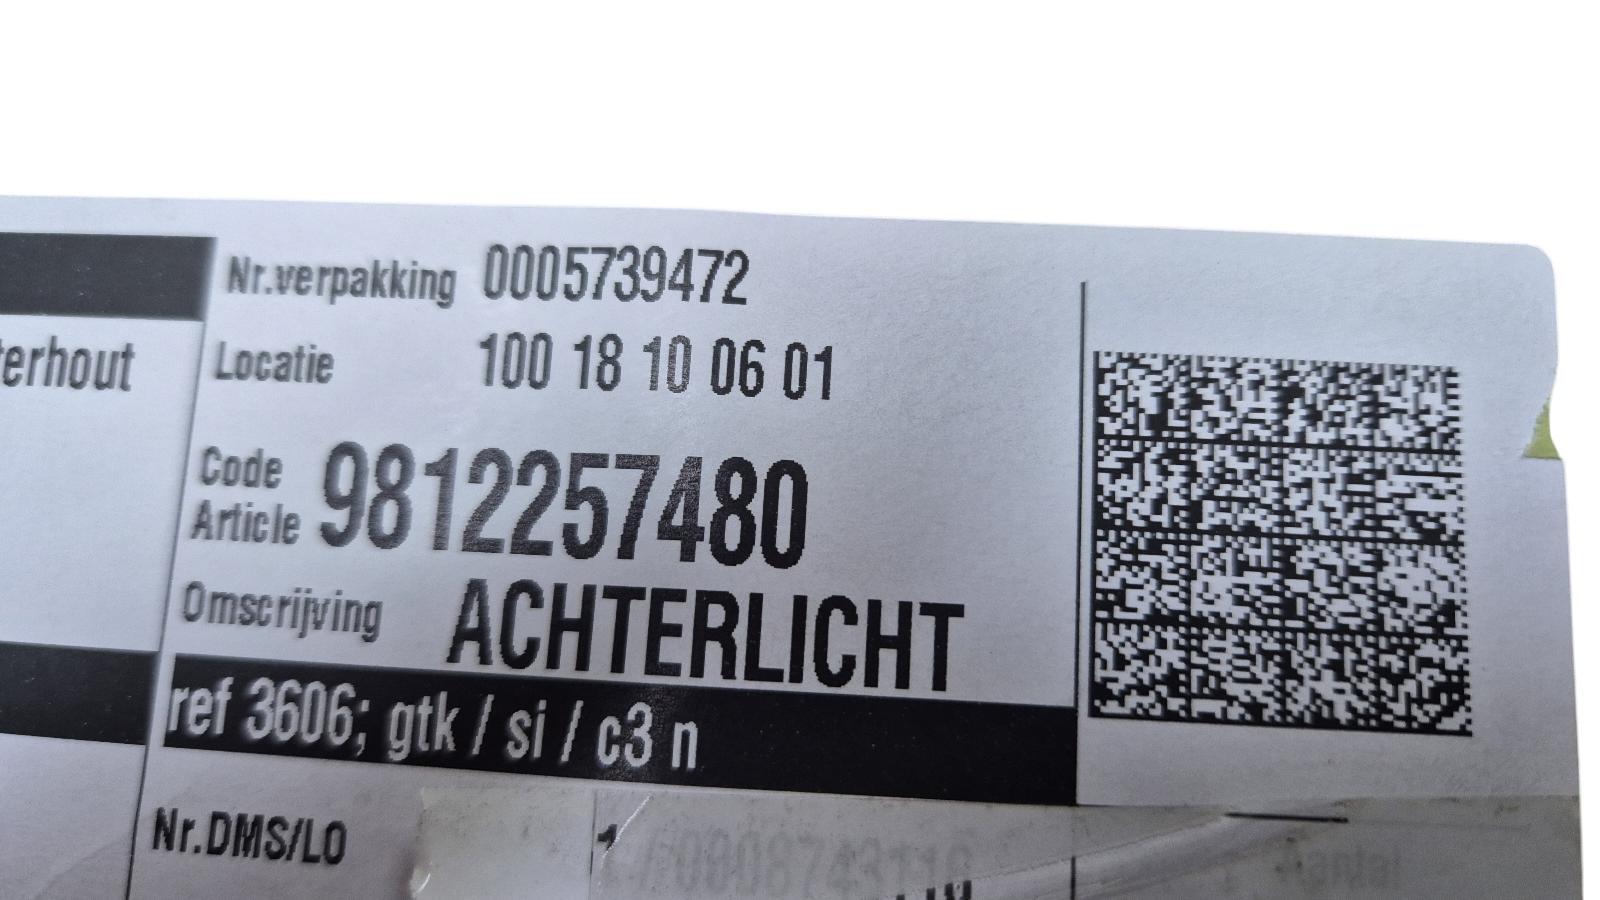 Nr.verpakking 0005739472
terhout
Locatie 100 18 10 06 01
Code
Article 9812257480
Omscrijving ACHTERLICHT
ref 3606; gtk / si / c3 n
Nr.DMS/LO